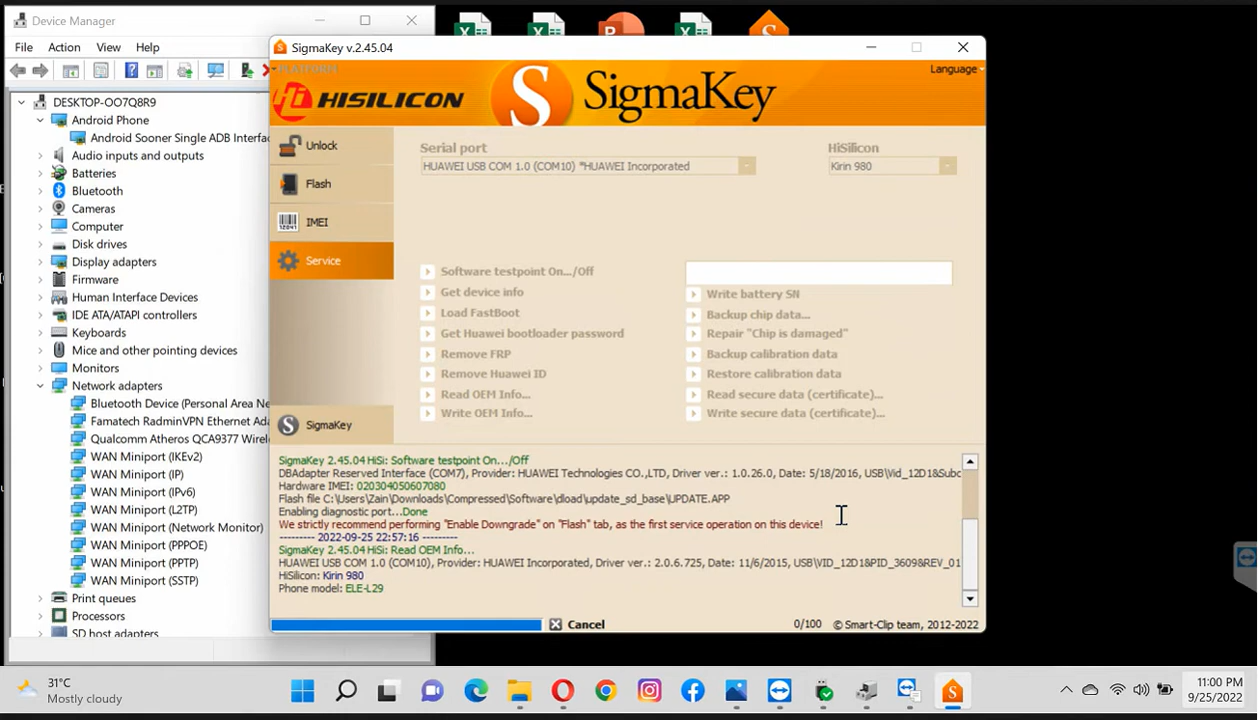 Device Manager
File Action View Help
DESKTOP-OO7Q8R9
Android Phone
Android Sooner Single ADB Interfac
Audio inputs and outputs
Batteries
Bluetooth
Cameras
Computer
Disk drives
Display adapters
Firmware
Human Interface Devices
IDE ATA/ATAPI controllers
Keyboards
Mice and other pointing devices
Monitors
Network adapters
Bluetooth Device (Personal Area Ne
Famatech RadminVPN Ethernet Ada
Qualcomm Atheros QCA9377 Wirele
WAN Miniport (IKEv2)
WAN Miniport (IP)
WAN Miniport (IPv6)
WAN Miniport (L2TP)
WAN Miniport (Network Monitor)
WAN Miniport (PPPOE)
WAN Miniport (PPTP)
WAN Miniport (SSTP)
Print queues
Processors
SD host adapters
SigmaKey v.2.45.04
PLATFORM
Language
HISILICON
S SigmaKey
Unlock
Flash
IMEI
Service
SigmaKey
Serial port
HiSilicon
HUAWEI USB COM 1.0 (COM10) "HUAWEI Incorporated
Kirin 980
Software testpoint On.../Off
Get device info
Load FastBoot
Get Huawei bootloader password
Remove FRP
Remove Huawei ID
Read OEM Info...
Write OEM Info...
Write battery SN
Backup chip data...
Repair "Chip is damaged"
Backup calibration data
Restore calibration data
Read secure data (certificate)...
Write secure data (certificate)...
SigmaKey 2.45.04 HiSi: Software testpoint On.../Off
DBAdapter Reserved Interface (COM7), Provider: HUAWEI Technologies CO.,LTD, Driver ver.: 1.0.26.0, Date: 5/18/2016, USB\Vid_12D1&Subc
Hardware IMEI: 020304050607080
Flash file C:\Users\Zain\Downloads\Compressed\Software\dload\update_sd_base\UPDATE.APP
Enabling diagnostic port...Done
We strictly recommend performing "Enable Downgrade" on "Flash" tab, as the first service operation on this device!
--------- 2022-09-25 22:57:16 ---------
SigmaKey 2.45.04 HiSi: Read OEM Info...
HUAWEI USB COM 1.0 (COM10), Provider: HUAWEI Incorporated, Driver ver.: 2.0.6.725, Date: 11/6/2015, USB\VID_12D1&PID_3609&REV_01
HiSilicon: Kirin 980
Phone model: ELE-L29
Cancel
0/100
© Smart-Clip team, 2012-2022
31°C
Mostly cloudy
11:00 PM
9/25/2022